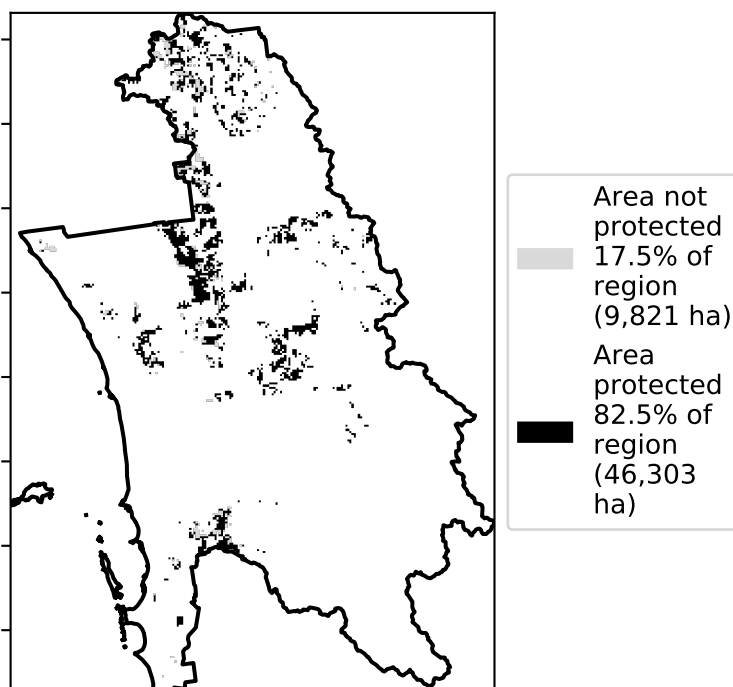 Area not
protected
17.5% of
region
(9,821 ha)
Area
protected
82.5% of
region
(46,303
ha)